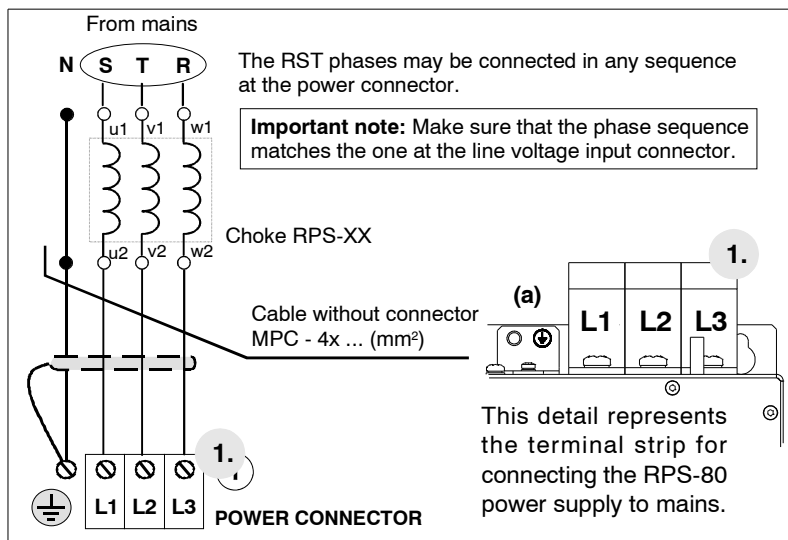 From mains
N S T R
The RST phases may be connected in any sequence
at the power connector.
u1 v1 w1
Important note: Make sure that the phase sequence
matches the one at the line voltage input connector.
Choke RPS-XX
u2 v2 w2
1.
(a)
L1 L2 L3
Cable without connector
MPC - 4x ... (mm²)
This detail represents
the terminal strip for
connecting the RPS-80
power supply to mains.
1.
L1 L2 L3
POWER CONNECTOR